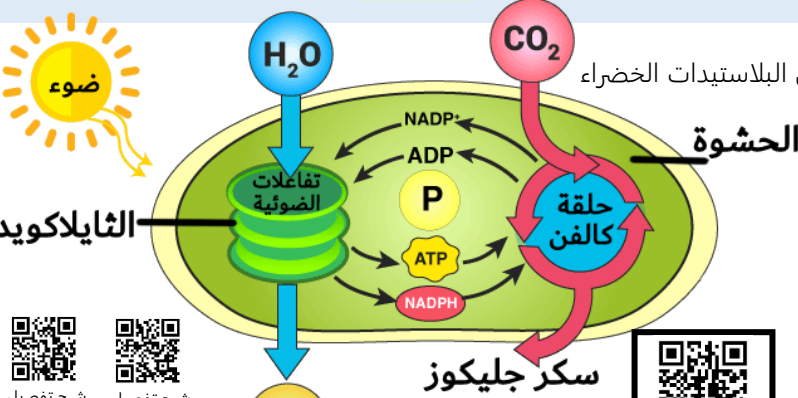 CO₂
H₂O
ضوء
البلاستيدات الخضراء
NADP⁺
الحشوة
ADP
تفاعلات
الضوئية
P
حلقة
كالفن
الثايلاكويد
ATP
NADPH
سكر جليكوز